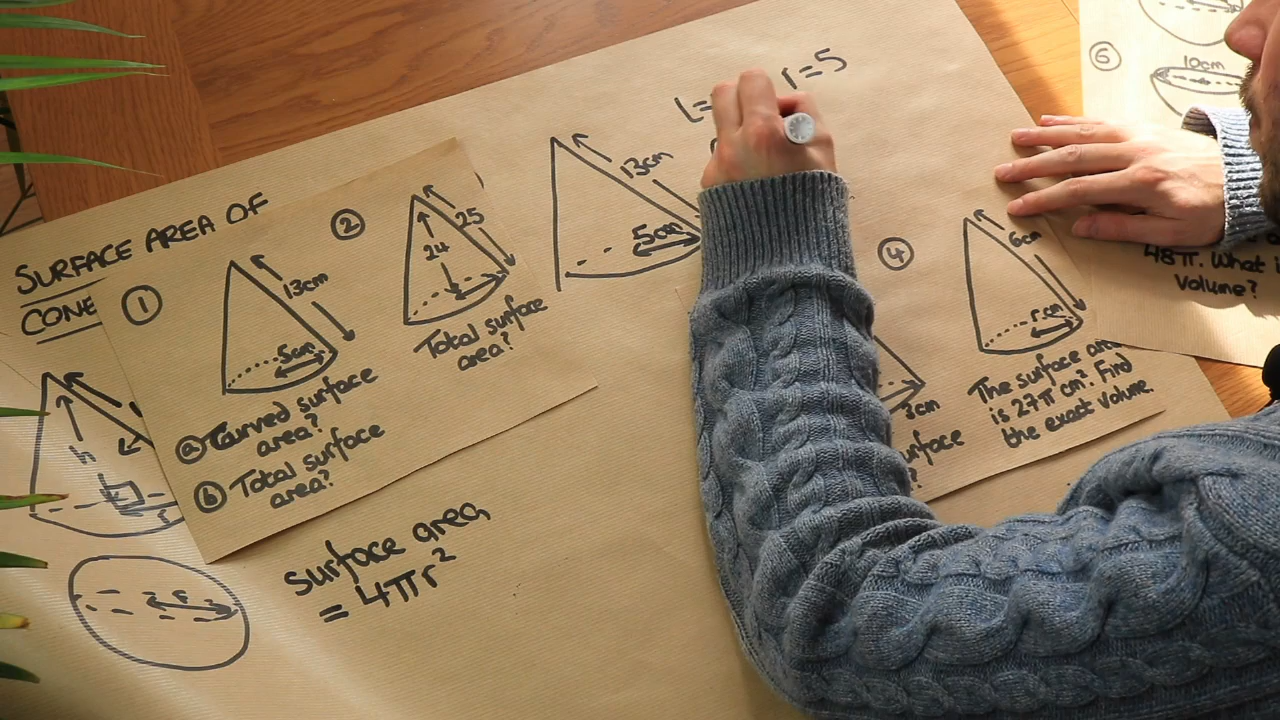 SURFACE AREA OF
CONE
①
13cm
5cm
ⓐ Curved surface
area?
ⓑ Total surface
area?
②
25
24
Total surface
area?
13cm
5cm
l=
r=5
h
r
r
surface area
= 4πr²
3cm
urface
?
④
6cm
r cm
The surface are
is 27π cm². Find
the exact volume.
⑥
10cm
48π. What i
volume?